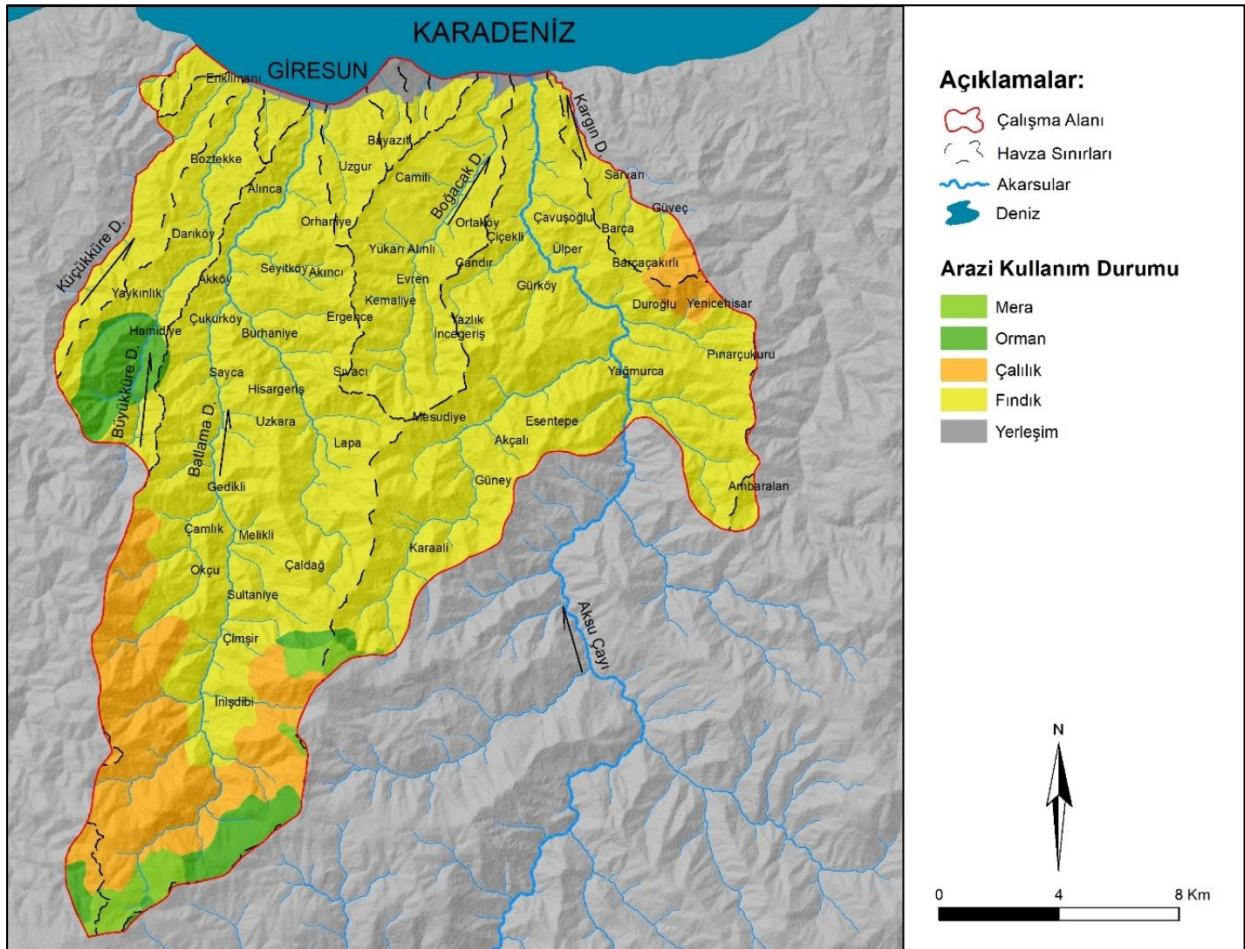 KARADENİZ
GİRESUN
Eriklimanı
Boztekke
Alınca
Bayazıt
Uzgur
Camili
Boğacak D.
Kargın D.
Sarvan
Güveç
Orhaniye
Ortaköy
Çavuşoğlu
Barça
Küçükküre D.
Darıköy
Yukarı Alınlı
Çiçekli
Ülper
Seyitköy
Akıncı
Çandır
Barçaçakırlı
Akköy
Evren
Gürköy
Yaykınlık
Kemaliye
Duroğlu
Yenicehisar
Hamidiye
Çukurköy
Burhaniye
Ergence
Yazlık
İncegeriş
Pınarçukuru
Büyükküre D.
Sayca
Sıvacı
Yağmurca
Hisargeriş
Batlama D.
Uzkara
Mesudiye
Esentepe
Lapa
Akçalı
Gedikli
Güney
Ambaralan
Çamlık
Melikli
Karaali
Okçu
Çaldağ
Sultaniye
Aksu Çayı
Çimşir
İnişdibi
Açıklamalar:
Çalışma Alanı
Havza Sınırları
Akarsular
Deniz
Arazi Kullanım Durumu
Mera
Orman
Çalılık
Fındık
Yerleşim
N
0 4 8 Km